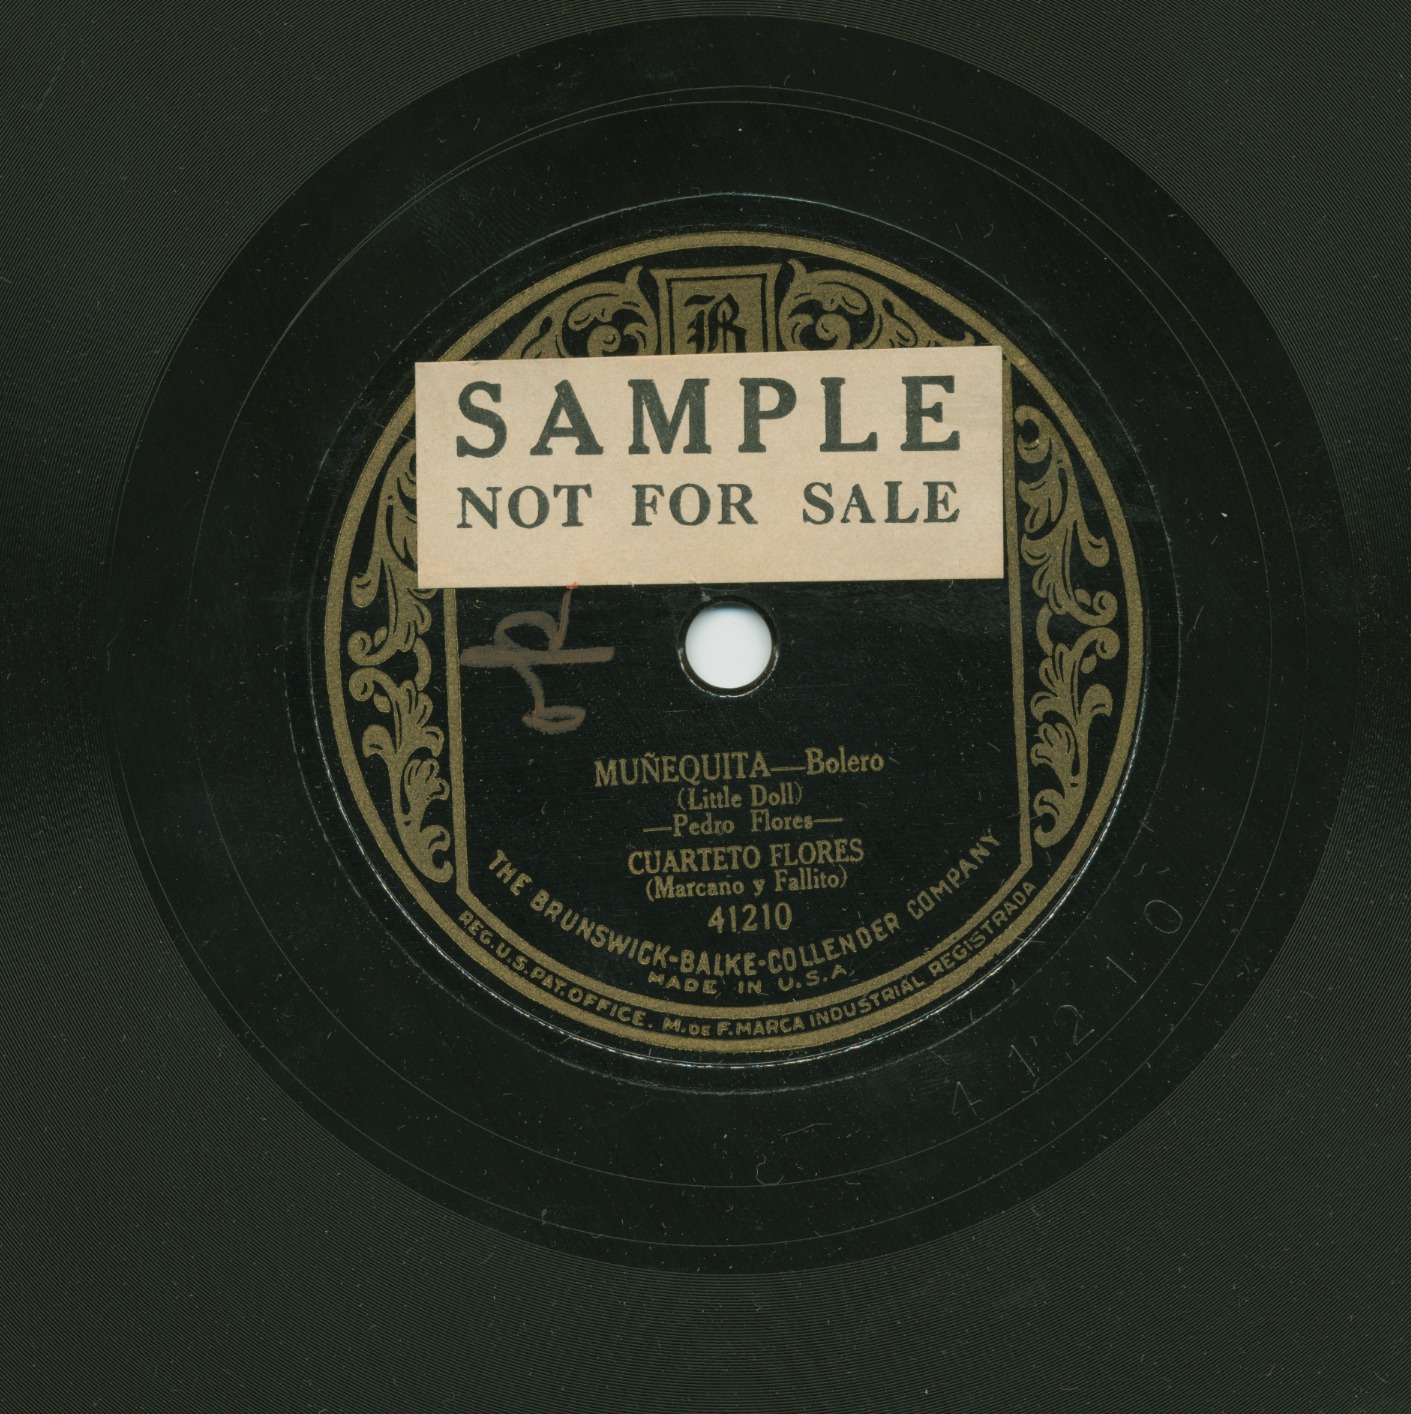 B
SAMPLE
NOT FOR SALE
MUÑEQUITA—Bolero
(Little Doll)
—Pedro Flores—
CUARTETO FLORES
(Marcano y Fallito)
41210
THE BRUNSWICK-BALKE-COLLENDER COMPANY
MADE IN U.S.A.
REG. U.S. PAT. OFFICE. M. DE F. MARCA INDUSTRIAL REGISTRADA
41210